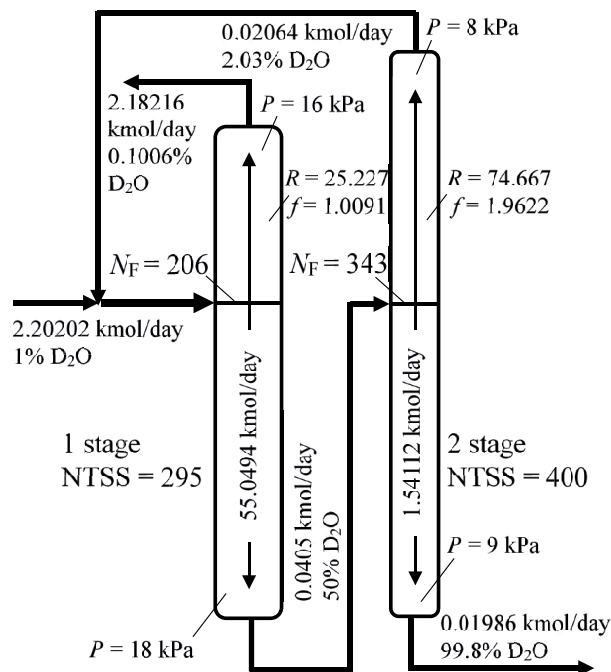 0.02064 kmol/day
2.03% D₂O
P = 8 kPa
2.18216
kmol/day
0.1006%
D₂O
P = 16 kPa
R = 25.227
f = 1.0091
R = 74.667
f = 1.9622
N_F = 206
N_F = 343
2.20202 kmol/day
1% D₂O
55.0494 kmol/day
1.54112 kmol/day
1 stage
NTSS = 295
2 stage
NTSS = 400
0.0405 kmol/day
50% D₂O
P = 9 kPa
P = 18 kPa
0.01986 kmol/day
99.8% D₂O